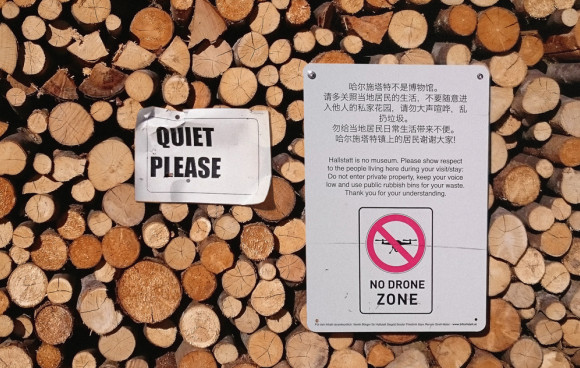 QUIET
PLEASE
哈尔施塔特不是博物馆。
请多关照当地居民的生活，不要随意进
入他人的私家花园，请勿大声喧哗，乱
扔垃圾。
勿给当地居民日常生活带来不便。
哈尔施塔特镇上的居民谢谢大家!
Hallstatt is no museum. Please show respect
to the people living here during your visit/stay:
Do not enter private property, keep your voice
low and use public rubbish bins for your waste.
Thank you for your understanding.
NO DRONE
ZONE